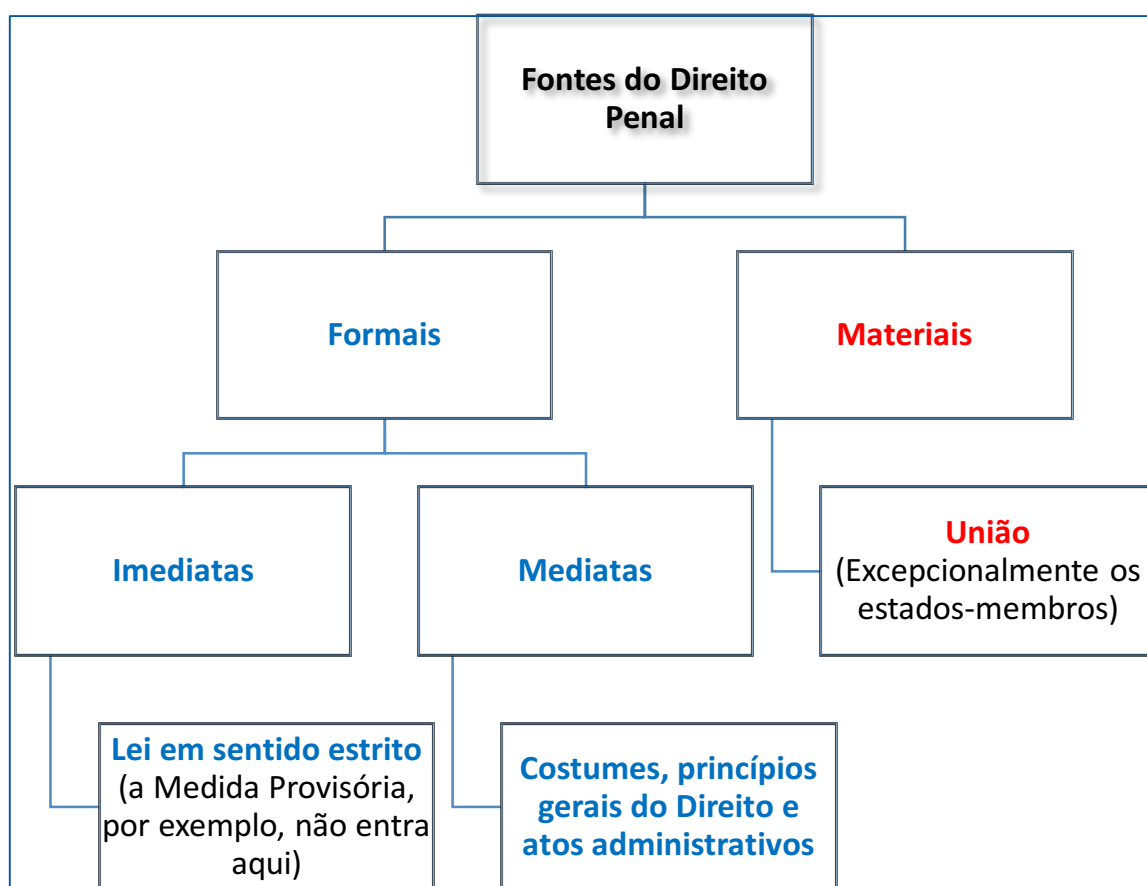 Fontes do Direito
Penal
Formais
Materiais
Imediatas
Mediatas
União
(Excepcionalmente os
estados-membros)
Lei em sentido estrito
(a Medida Provisória,
por exemplo, não entra
aqui)
Costumes, princípios
gerais do Direito e
atos administrativos